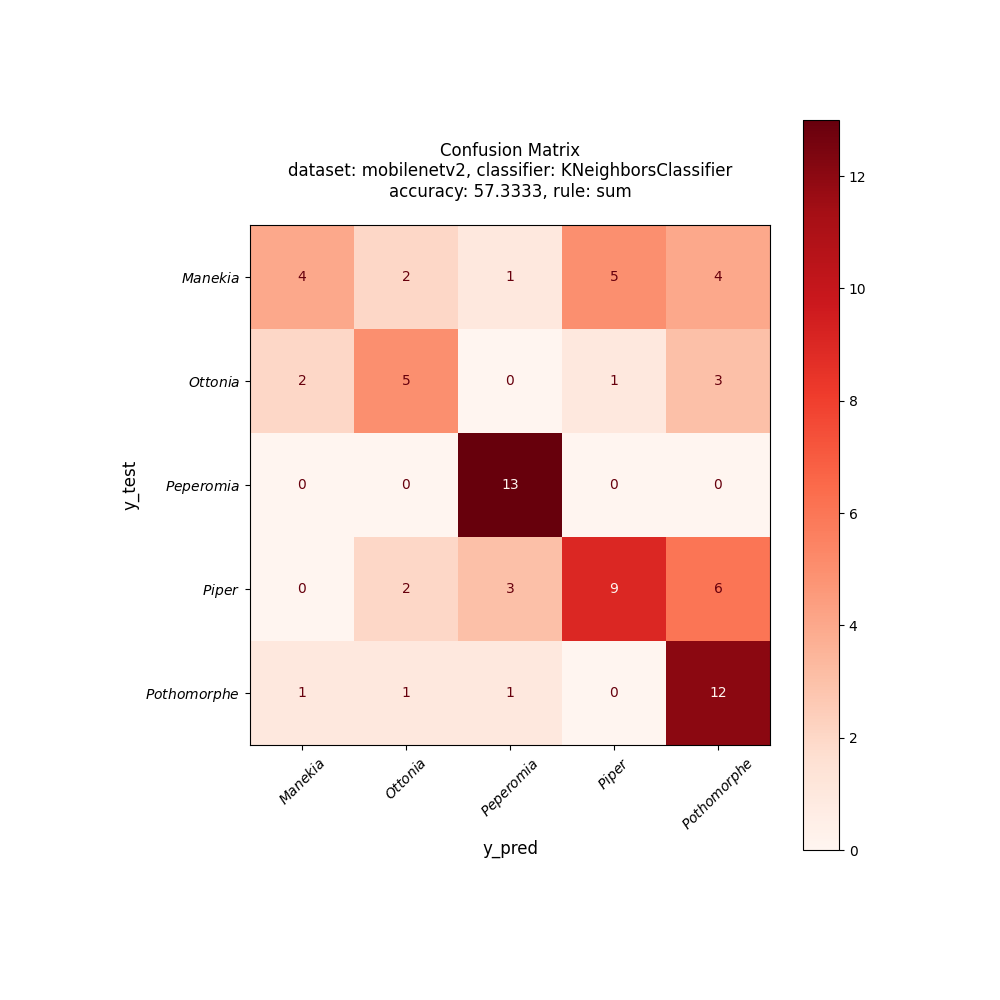 Confusion Matrix
dataset: mobilenetv2, classifier: KNeighborsClassifier
accuracy: 57.3333, rule: sum
Manekia 4 2 1 5 4
Ottonia 2 5 0 1 3
Peperomia 0 0 13 0 0
Piper 0 2 3 9 6
Pothomorphe 1 1 1 0 12
Manekia Ottonia Peperomia Piper Pothomorphe
y_pred
y_test
12
10
8
6
4
2
0